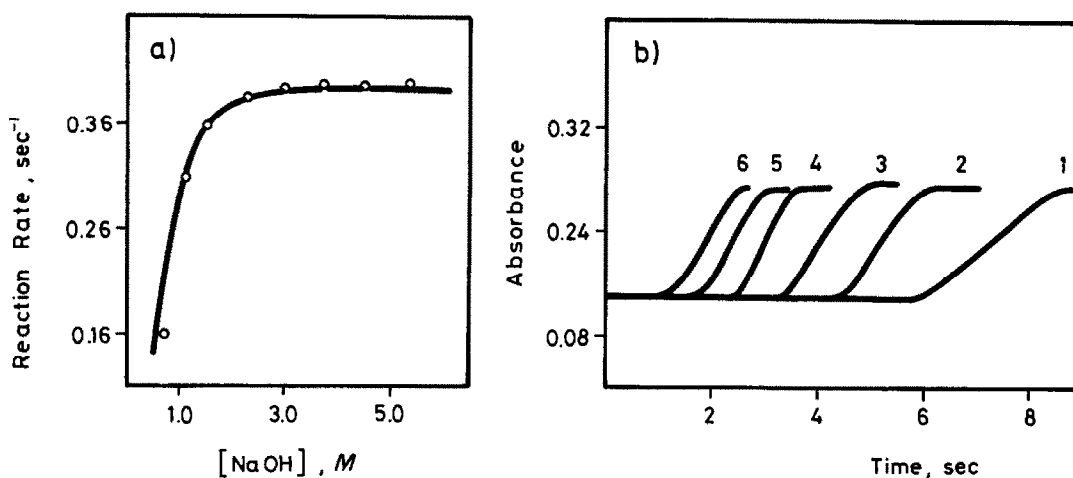 a)
Reaction Rate, sec⁻¹
0.36
0.26
0.16
1.0 3.0 5.0
[NaOH], M
b)
Absorbance
0.32
0.24
0.08
6 5 4 3 2 1
2 4 6 8
Time, sec